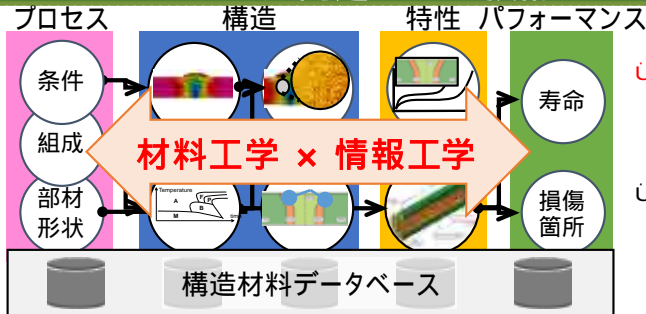 プロセス
構造
特性
パフォーマンス
条件
組成
部材
形状
材料工学 × 情報工学
Temperature
A
F
P
B
M
time
寿命
損傷
箇所
構造材料データベース